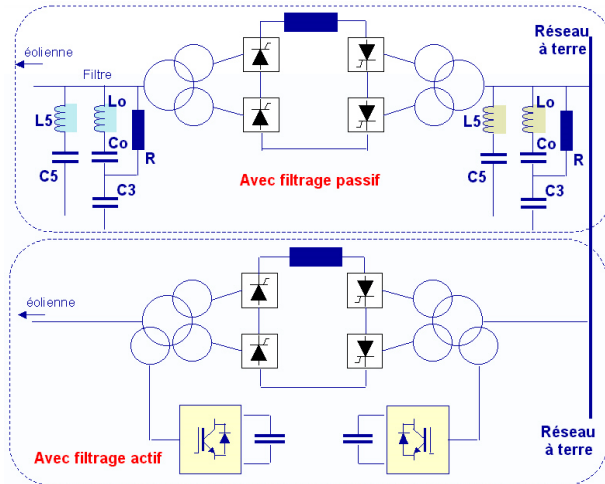 Réseau
à terre
éolienne
Filtre
L5
Lo
Co
R
C5
C3
Avec filtrage passif
L5
Lo
Co
R
C5
C3
éolienne
Avec filtrage actif
Réseau
à terre